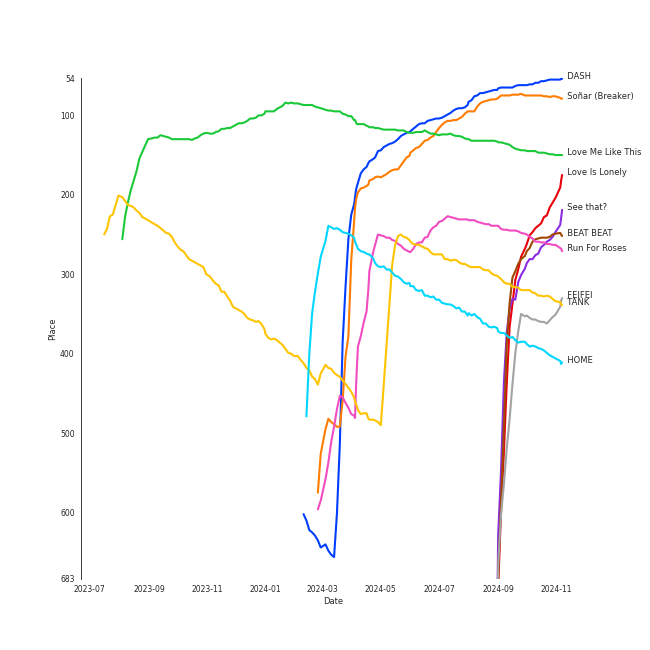 54
100
200
300
400
500
600
683
Place
2023-07
2023-09
2023-11
2024-01
2024-03
2024-05
2024-07
2024-09
2024-11
Date
DASH
Soñar (Breaker)
Love Me Like This
Love Is Lonely
See that?
BEAT BEAT
Run For Roses
FEIFEI
TANK
HOME